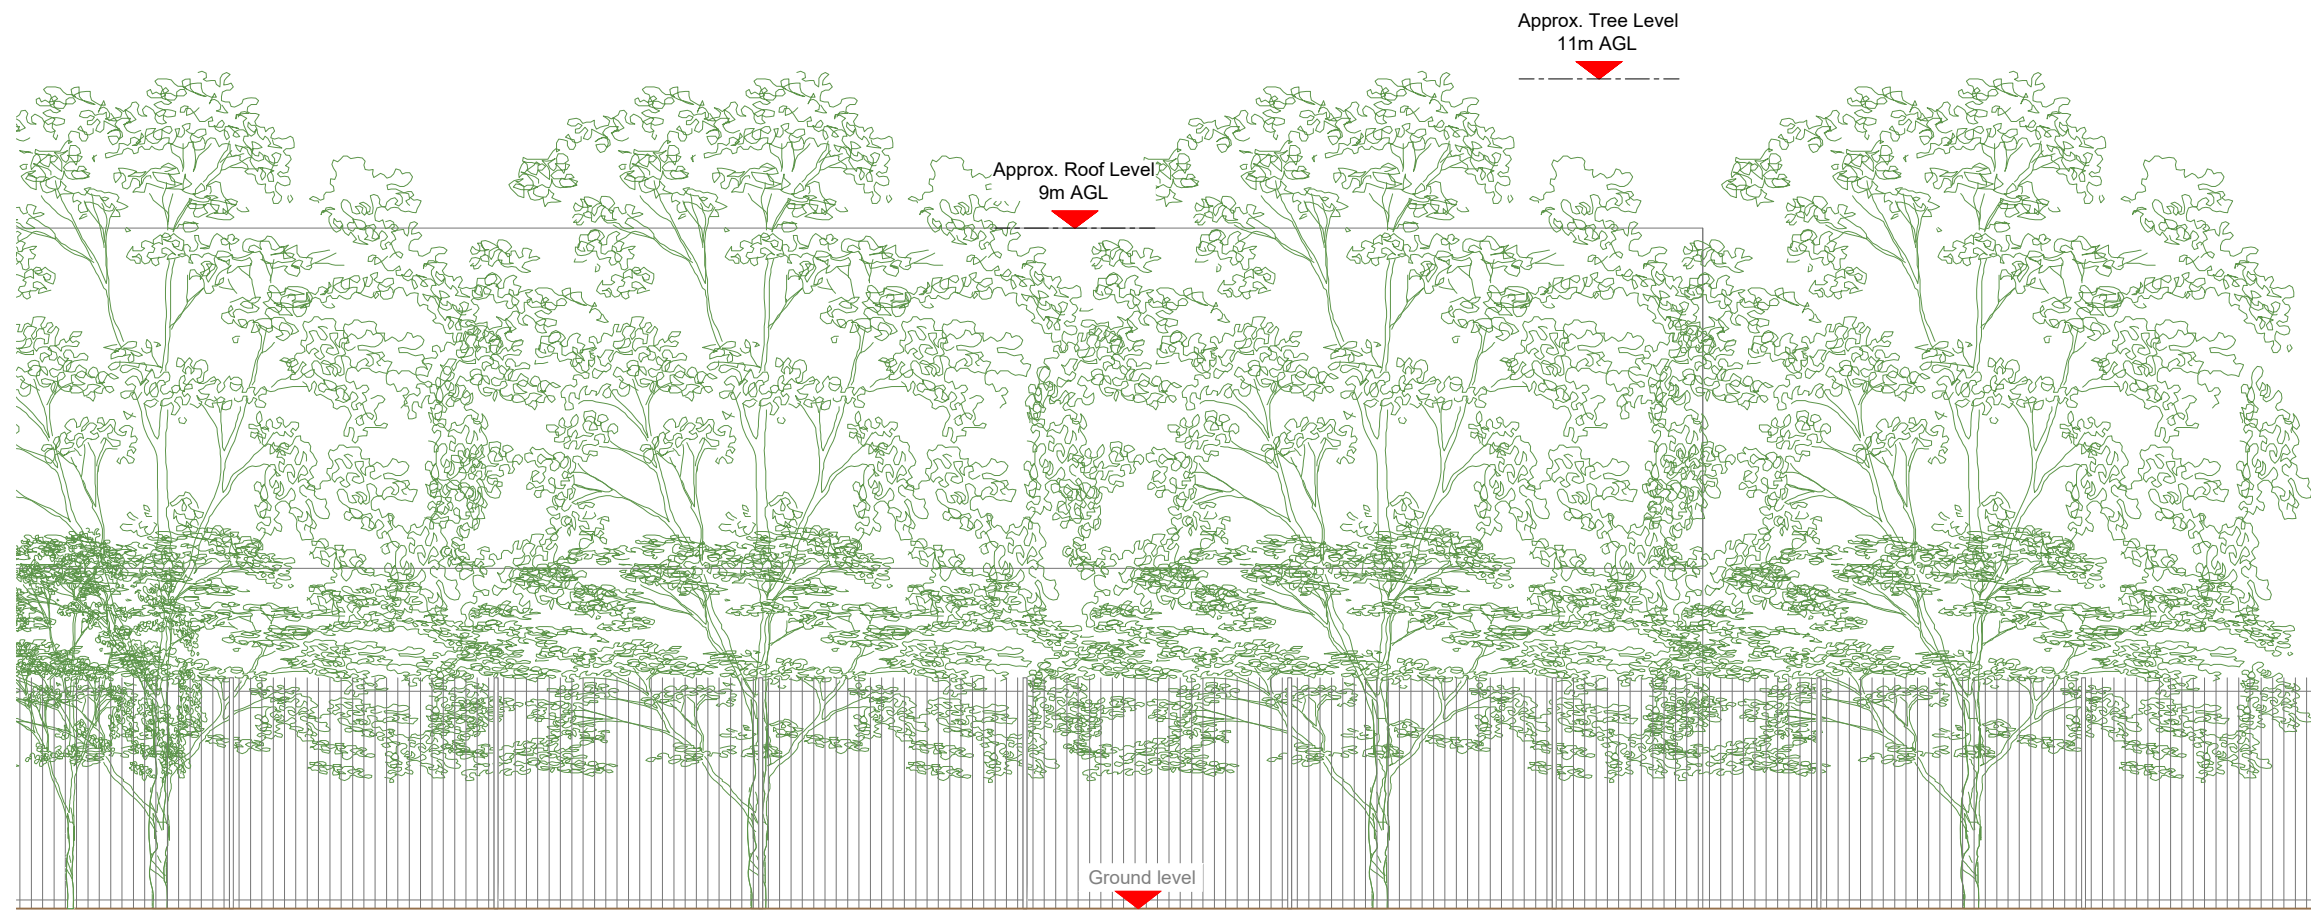 Approx. Tree Level
11m AGL
Approx. Roof Level
9m AGL
Ground level